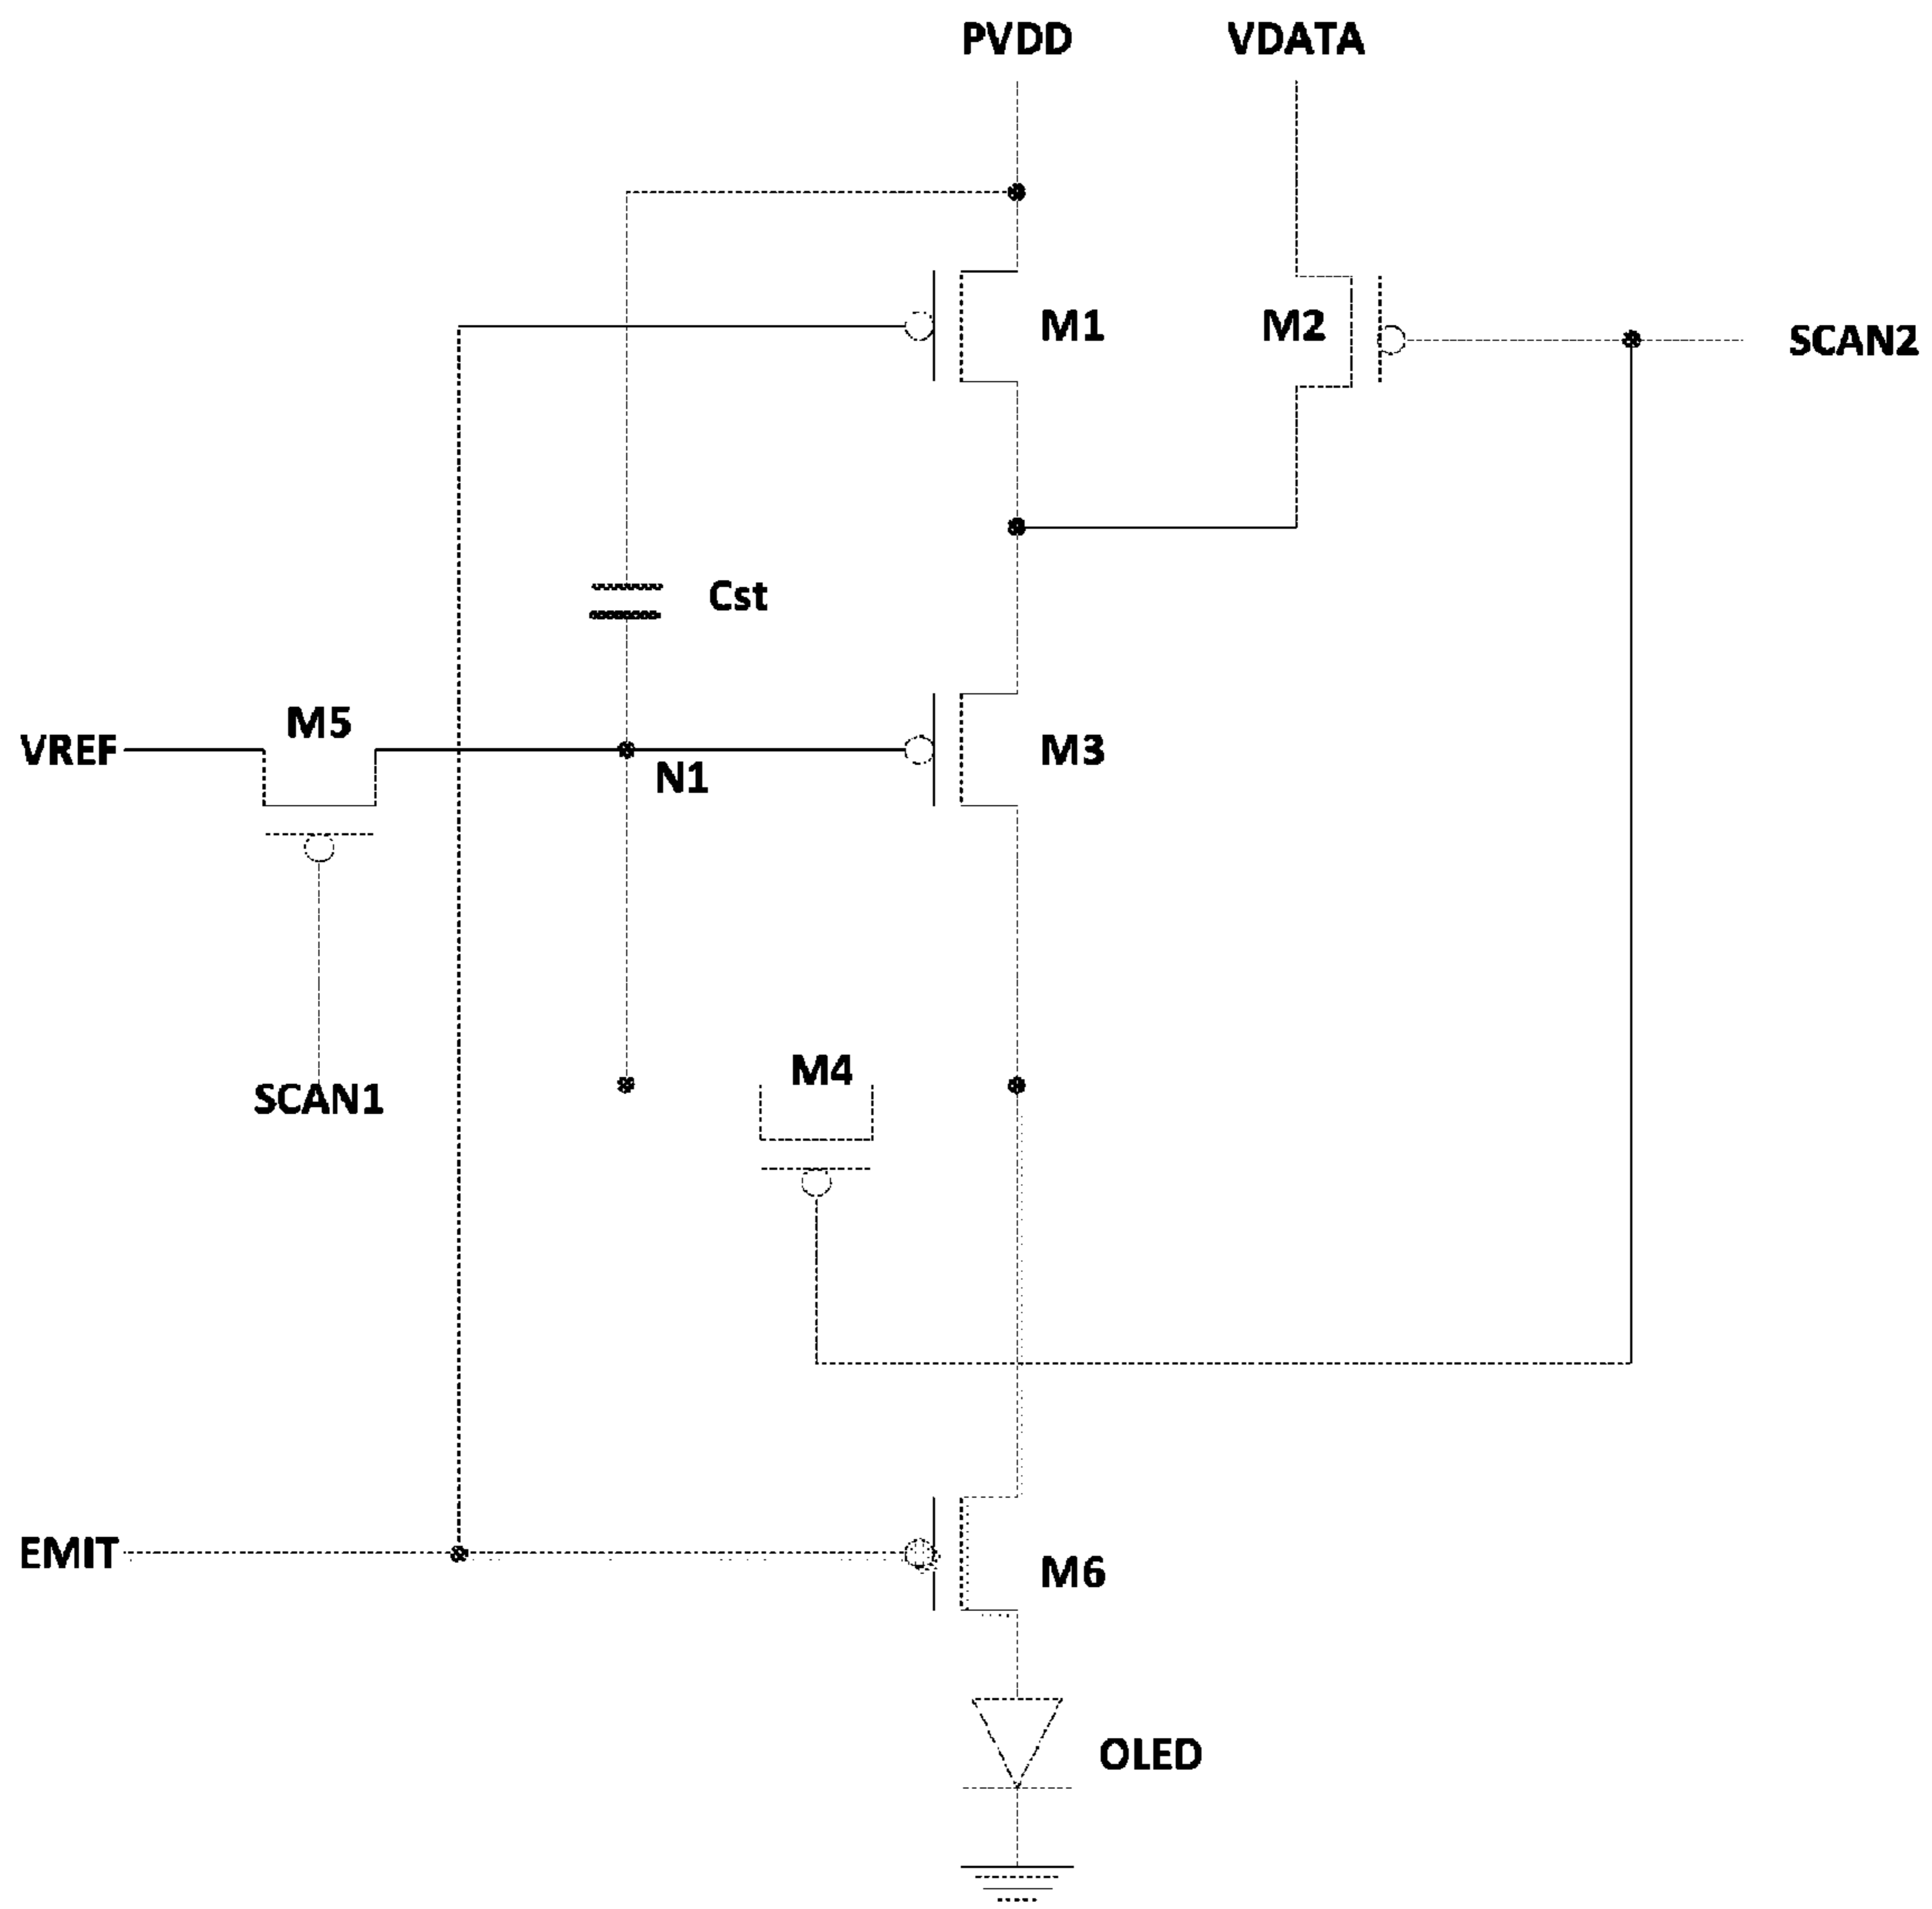 PVDD
VDATA
M1
M2
SCAN2
Cst
M5
VREF
M3
N1
M4
SCAN1
EMIT
M6
OLED